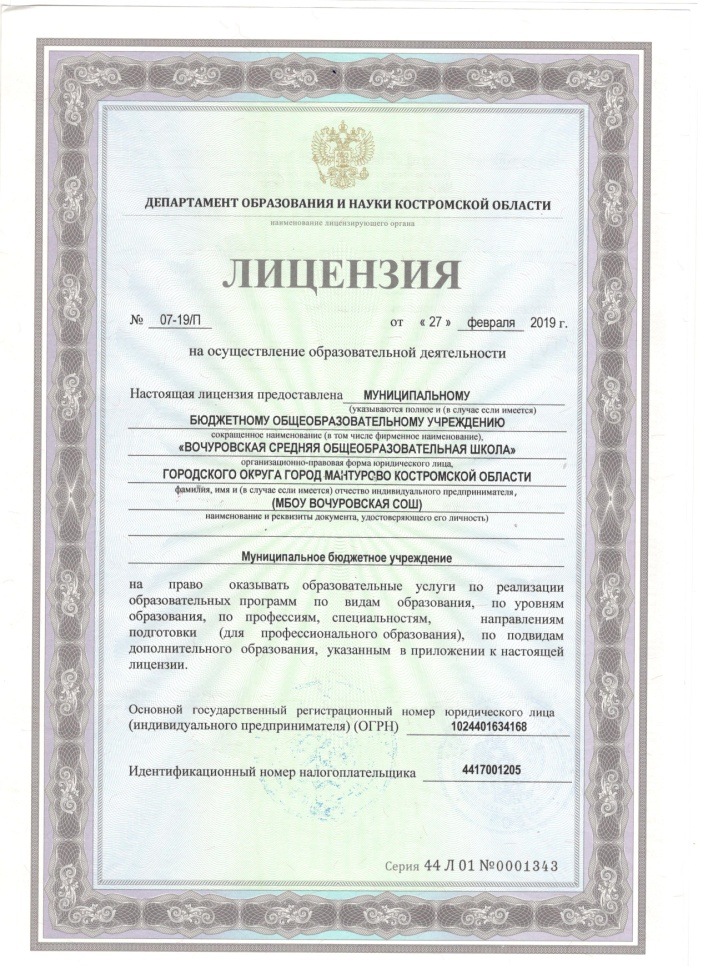 ДЕПАРТАМЕНТ ОБРАЗОВАНИЯ И НАУКИ КОСТРОМСКОЙ ОБЛАСТИ
наименование лицензирующего органа
ЛИЦЕНЗИЯ
№ 07-19/П от « 27 » февраля 2019 г.
на осуществление образовательной деятельности
Настоящая лицензия предоставлена МУНИЦИПАЛЬНОМУ
(указываются полное и (в случае если имеется)
БЮДЖЕТНОМУ ОБЩЕОБРАЗОВАТЕЛЬНОМУ УЧРЕЖДЕНИЮ
сокращенное наименование (в том числе фирменное наименование),
«ВОЧУРОВСКАЯ СРЕДНЯЯ ОБЩЕОБРАЗОВАТЕЛЬНАЯ ШКОЛА»
организационно-правовая форма юридического лица,
ГОРОДСКОГО ОКРУГА ГОРОД МАНТУРОВО КОСТРОМСКОЙ ОБЛАСТИ
фамилия, имя и (в случае если имеется) отчество индивидуального предпринимателя,
(МБОУ ВОЧУРОВСКАЯ СОШ)
наименование и реквизиты документа, удостоверяющего его личность)
Муниципальное бюджетное учреждение
на право оказывать образовательные услуги по реализации
образовательных программ по видам образования, по уровням
образования, по профессиям, специальностям, направлениям
подготовки (для профессионального образования), по подвидам
дополнительного образования, указанным в приложении к настоящей
лицензии.
Основной государственный регистрационный номер юридического лица
(индивидуального предпринимателя) (ОГРН) 1024401634168
Идентификационный номер налогоплательщика 4417001205
Серия 44 Л 01 №0001343